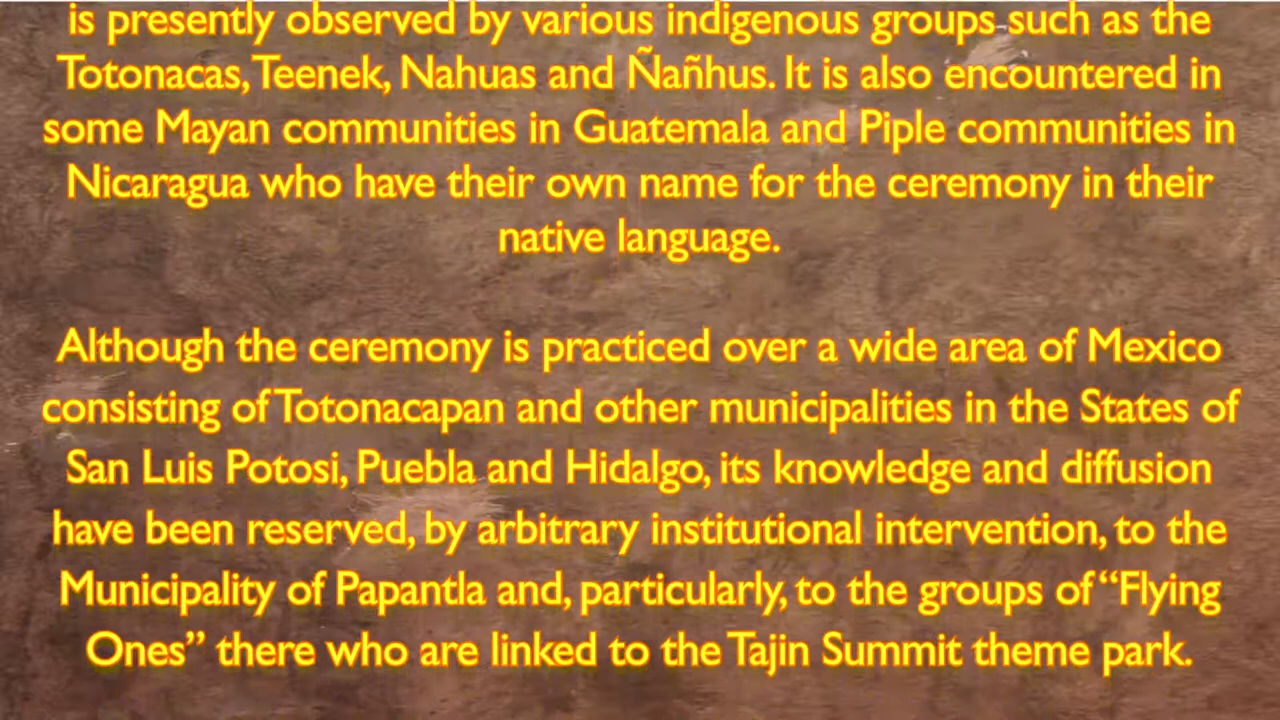 is presently observed by various indigenous groups such as the
Totonacas, Teenek, Nahuas and Ñañhus. It is also encountered in
some Mayan communities in Guatemala and Piple communities in
Nicaragua who have their own name for the ceremony in their
native language.
Although the ceremony is practiced over a wide area of Mexico
consisting of Totonacapan and other municipalities in the States of
San Luis Potosi, Puebla and Hidalgo, its knowledge and diffusion
have been reserved, by arbitrary institutional intervention, to the
Municipality of Papantla and, particularly, to the groups of “Flying
Ones” there who are linked to the Tajin Summit theme park.